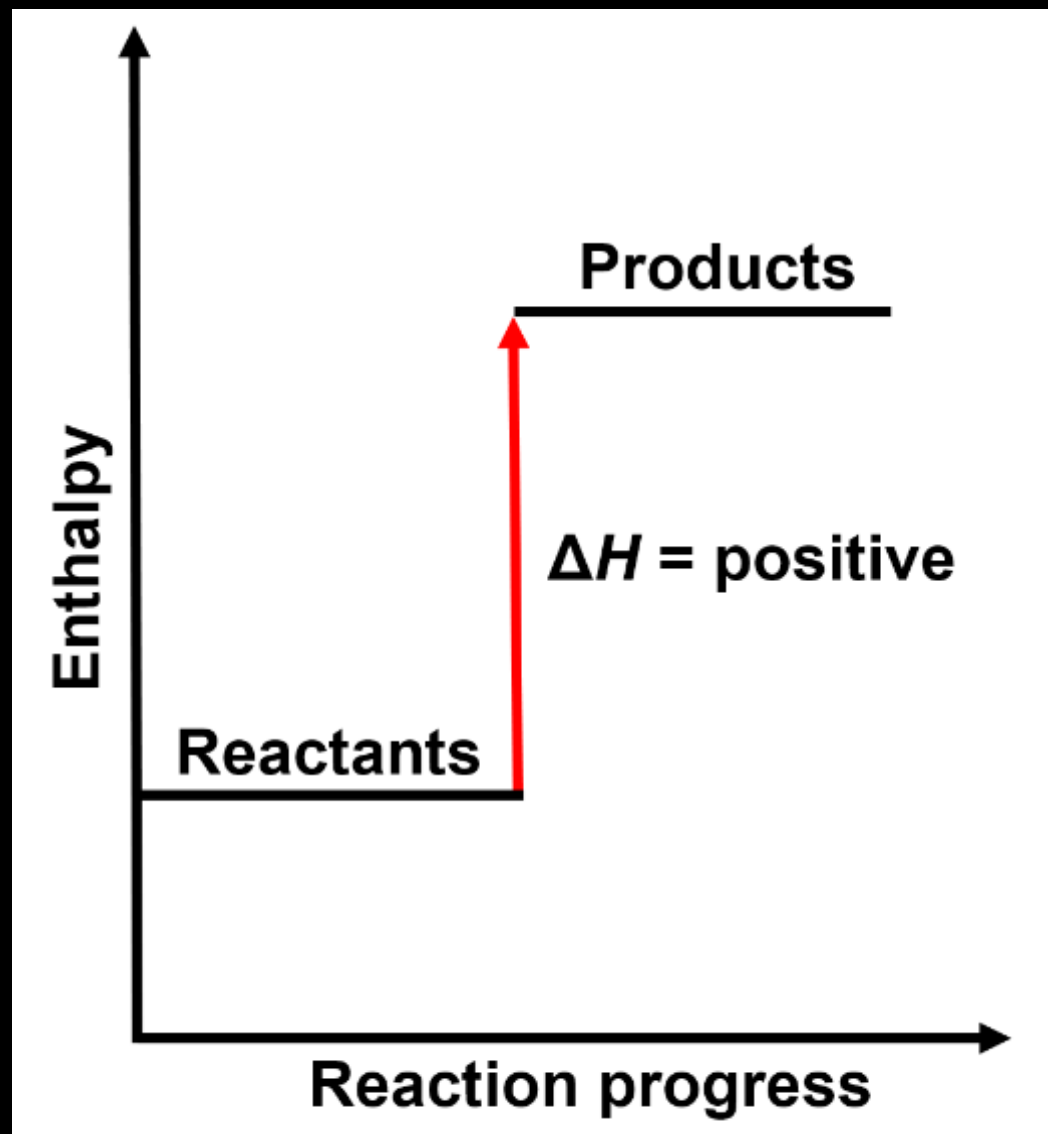 Products
Enthalpy
ΔH = positive
Reactants
Reaction progress